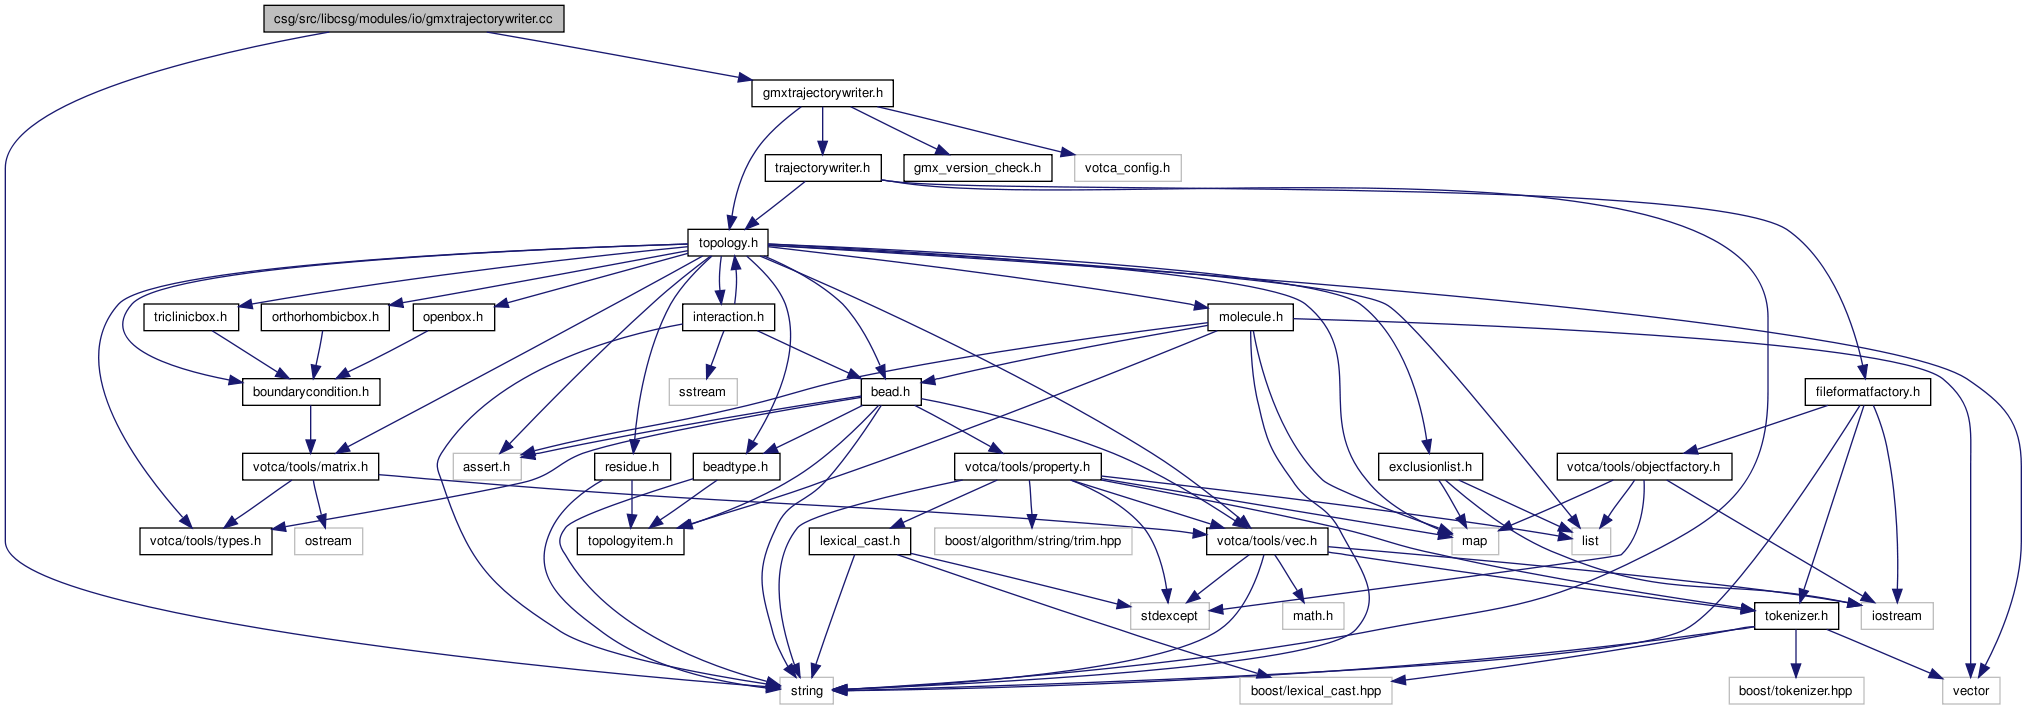 csg/src/libcsg/modules/io/gmxtrajectorywriter.cc
gmxtrajectorywriter.h
trajectorywriter.h
gmx_version_check.h
votca_config.h
topology.h
triclinicbox.h
orthorhombicbox.h
openbox.h
interaction.h
molecule.h
boundarycondition.h
sstream
bead.h
fileformatfactory.h
votca/tools/matrix.h
assert.h
residue.h
beadtype.h
votca/tools/property.h
exclusionlist.h
votca/tools/objectfactory.h
votca/tools/types.h
ostream
topologyitem.h
lexical_cast.h
boost/algorithm/string/trim.hpp
votca/tools/vec.h
map
list
stdexcept
math.h
tokenizer.h
iostream
string
boost/lexical_cast.hpp
boost/tokenizer.hpp
vector